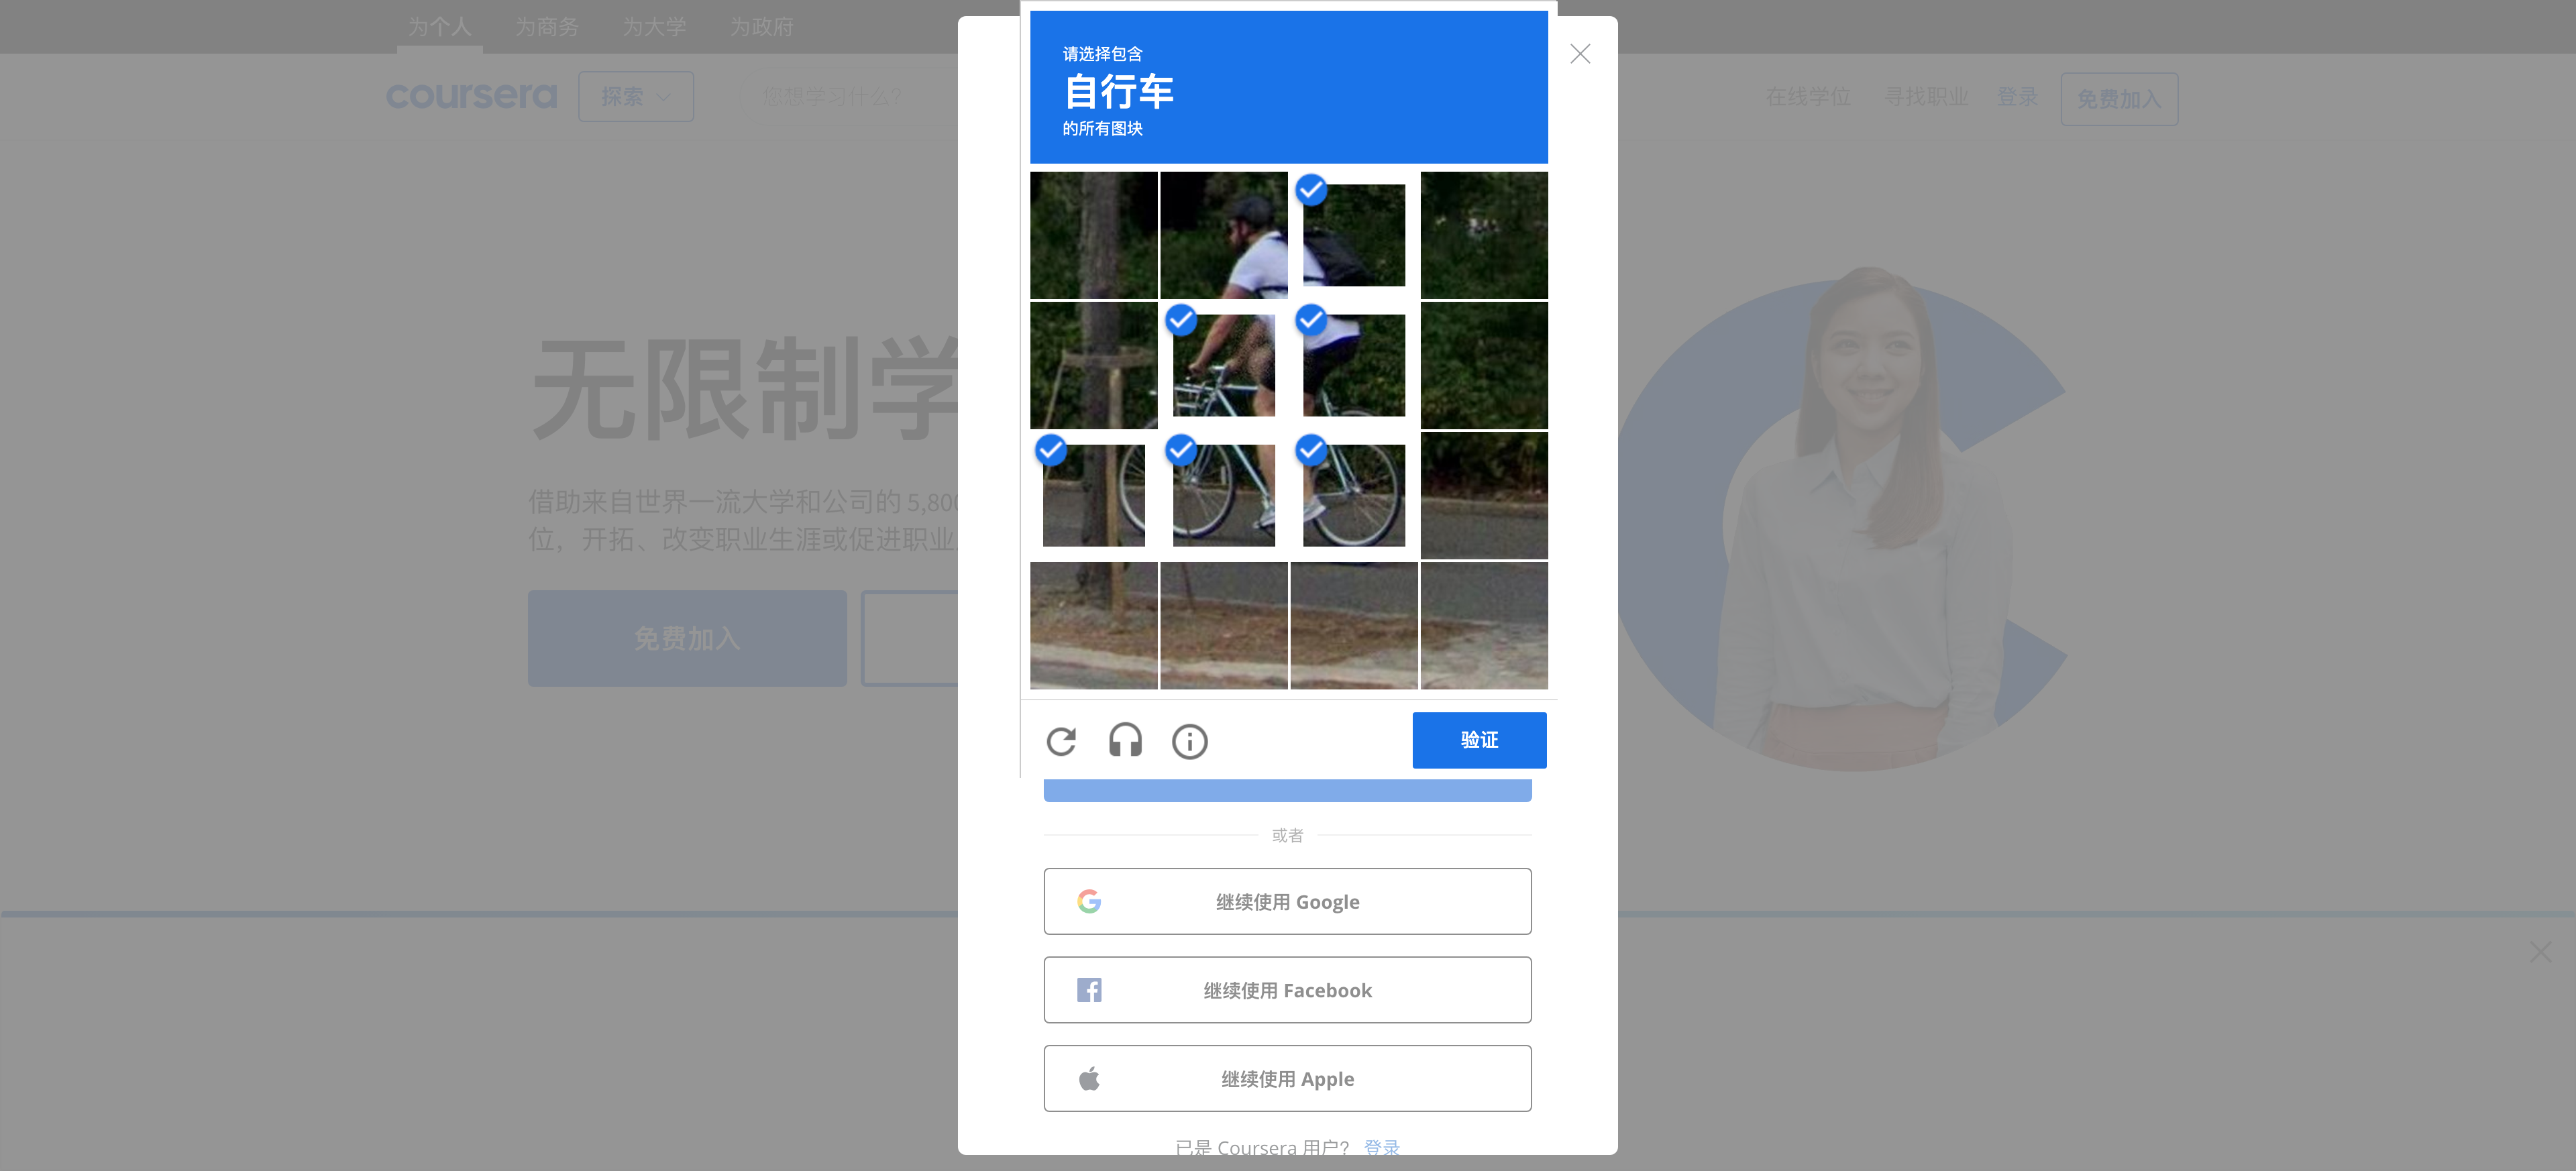 为个人 为商务 为大学 为政府
coursera 探索 您想学习什么？ 在线学位 寻找职业 登录 免费加入
请选择包含
自行车
的所有图块
无限制学
借助来自世界一流大学和公司的 5,800
位，开拓、改变职业生涯或促进职业
免费加入
验证
或者
继续使用 Google
继续使用 Facebook
继续使用 Apple
已是 Coursera 用户？ 登录